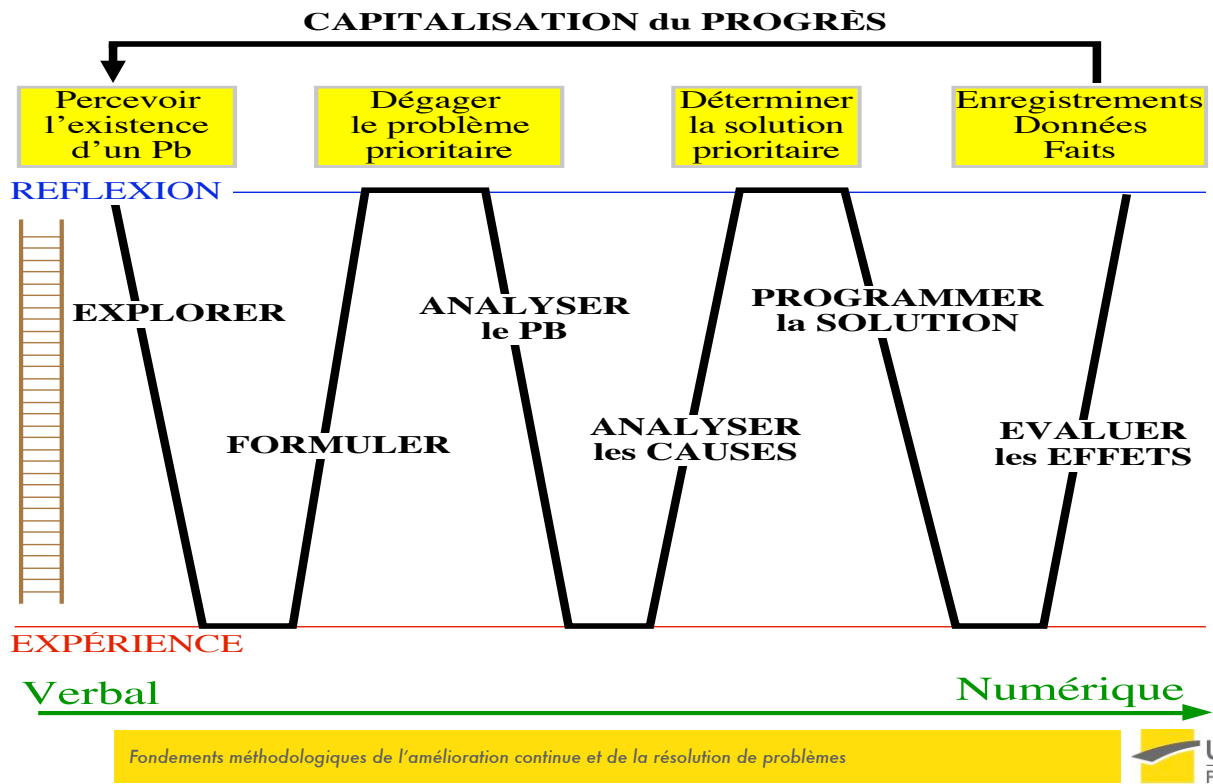 CAPITALISATION du PROGRÈS
Percevoir
l’existence
d’un Pb
Dégager
le problème
prioritaire
Déterminer
la solution
prioritaire
Enregistrements
Données
Faits
REFLEXION
EXPLORER
ANALYSER
le PB
PROGRAMMER
la SOLUTION
FORMULER
ANALYSER
les CAUSES
EVALUER
les EFFETS
EXPÉRIENCE
Verbal
Numérique
Fondements méthodologiques de l’amélioration continue et de la résolution de problèmes